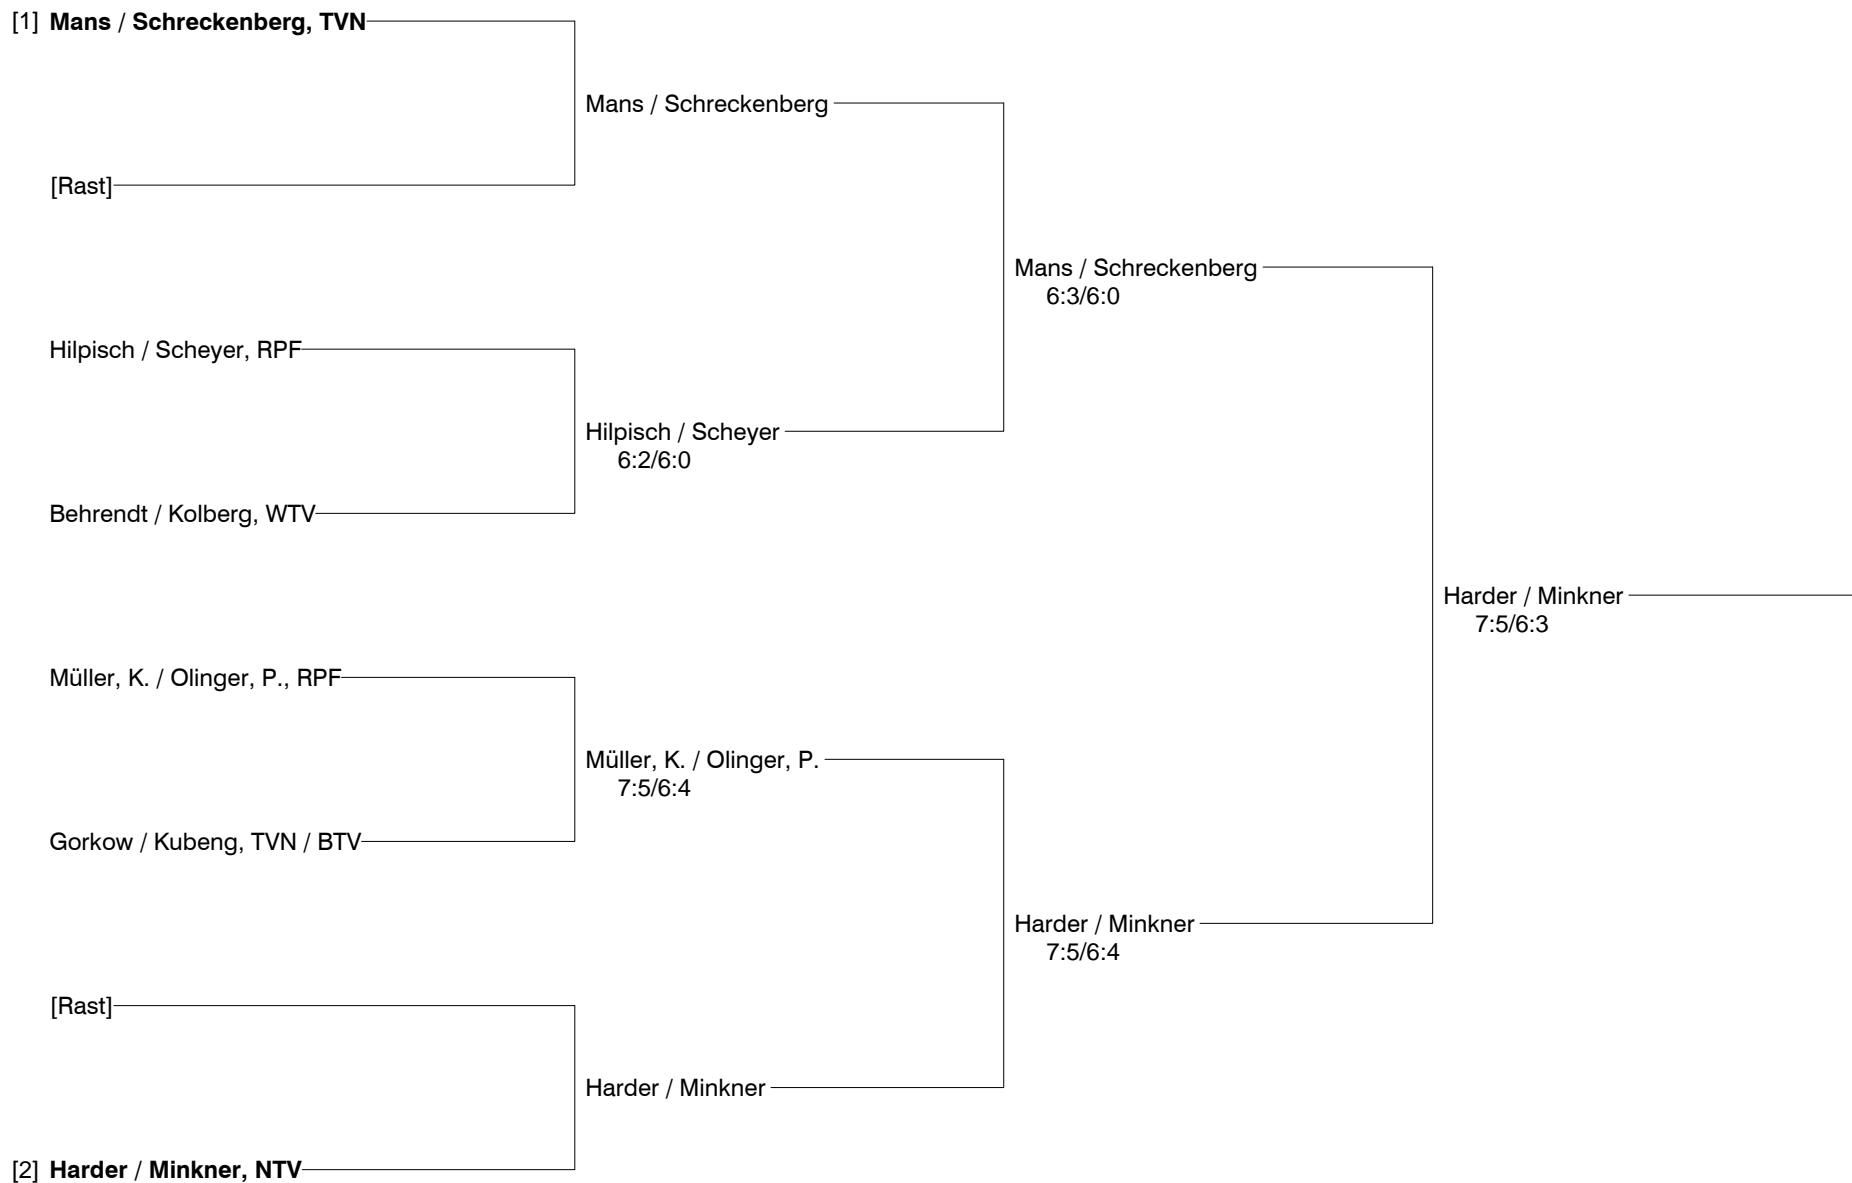 [1] Mans / Schreckenberg, TVN
Mans / Schreckenberg
[Rast]
Mans / Schreckenberg
6:3/6:0
Hilpisch / Scheyer, RPF
Hilpisch / Scheyer
6:2/6:0
Behrendt / Kolberg, WTV
Harder / Minkner
7:5/6:3
Müller, K. / Olinger, P., RPF
Müller, K. / Olinger, P.
7:5/6:4
Gorkow / Kubeng, TVN / BTV
Harder / Minkner
7:5/6:4
[Rast]
Harder / Minkner
[2] Harder / Minkner, NTV